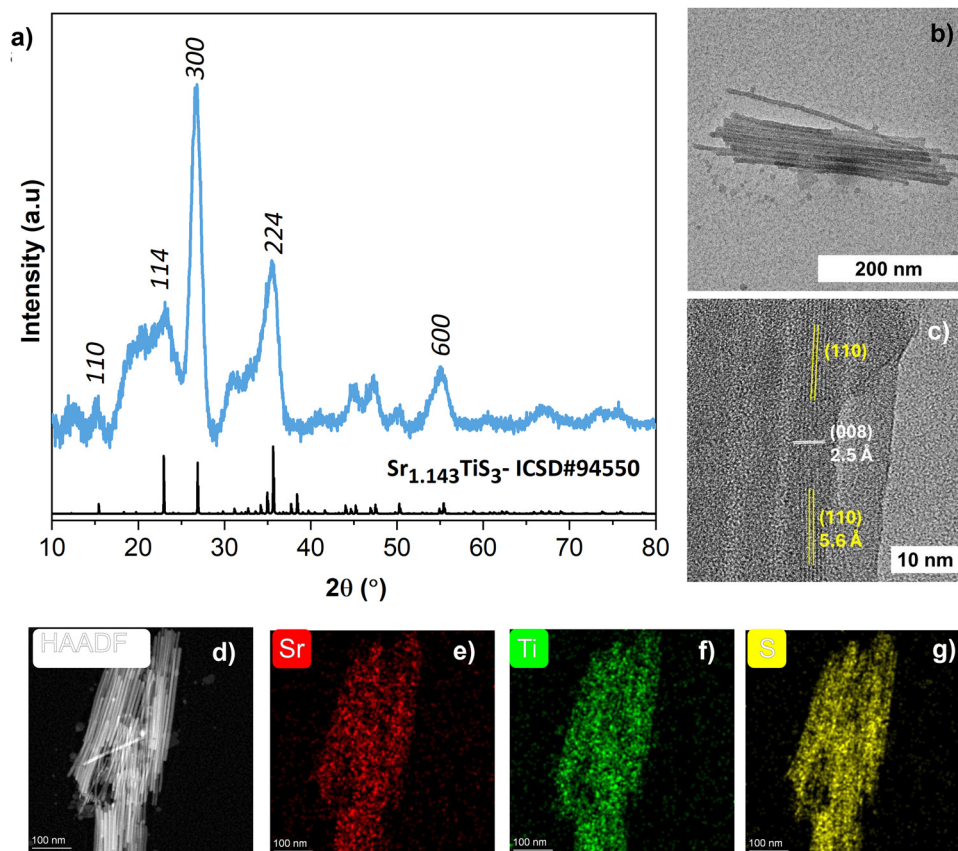 a)
Intensity (a.u)
110
114
300
224
600
Sr1.143TiS3- ICSD#94550
10 20 30 40 50 60 70 80
2θ (°)
b)
200 nm
c)
(110)
(008)
2.5 Å
(110)
5.6 Å
10 nm
HAADF
d)
100 nm
Sr
e)
100 nm
Ti
f)
100 nm
S
g)
100 nm